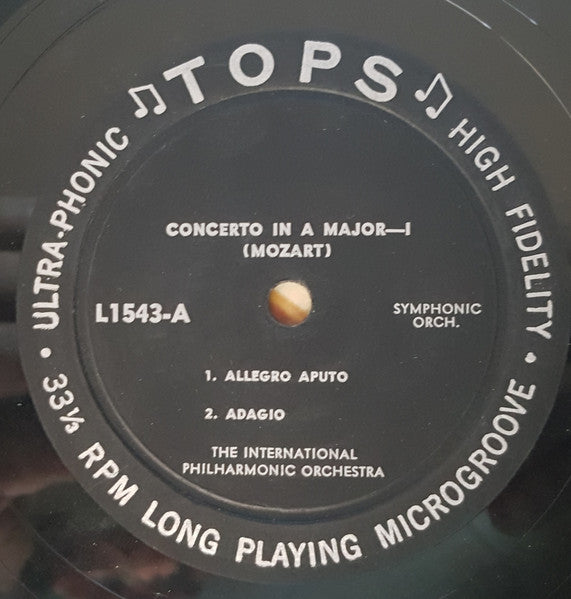 ♫ TOPS ♫
ULTRA-PHONIC
HIGH FIDELITY
CONCERTO IN A MAJOR—I
(MOZART)
L1543-A
SYMPHONIC
ORCH.
1. ALLEGRO APUTO
2. ADAGIO
THE INTERNATIONAL
PHILHARMONIC ORCHESTRA
• 33⅓ RPM LONG PLAYING MICROGROOVE •